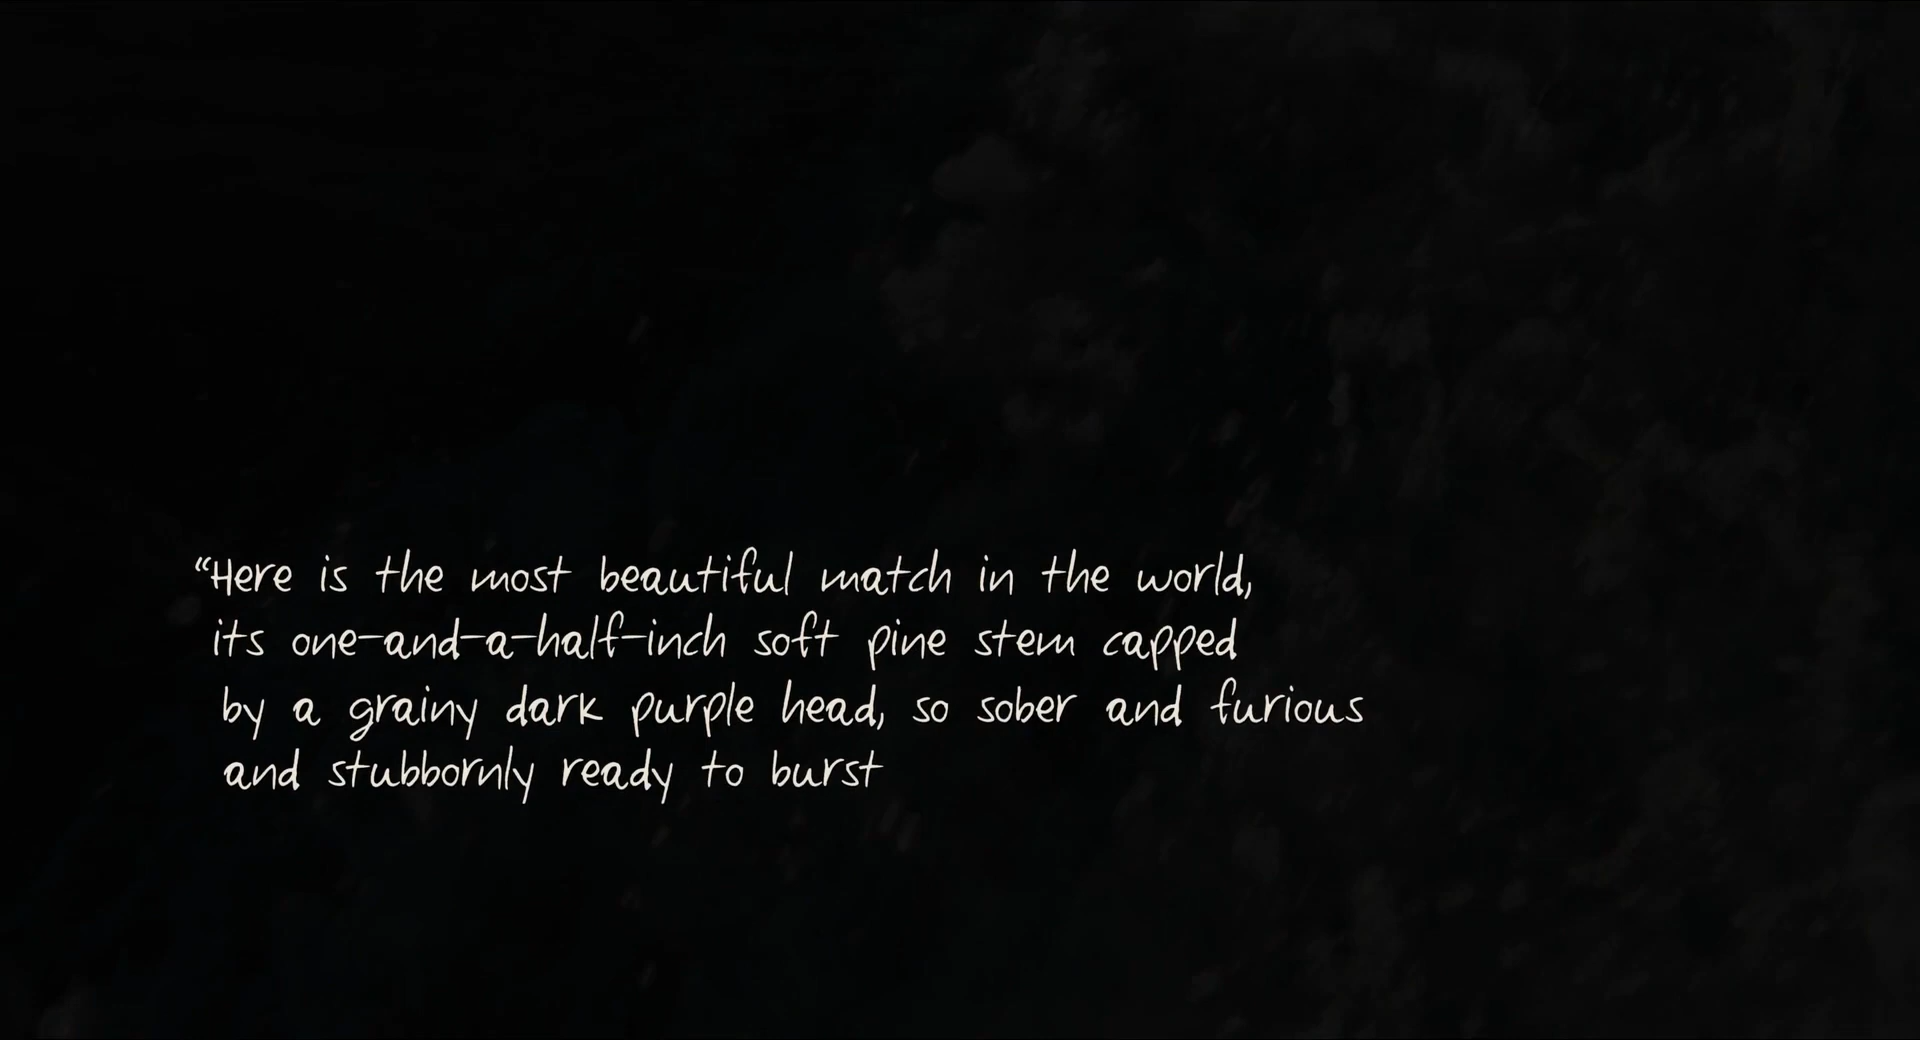 “Here is the most beautiful match in the world,
its one-and-a-half-inch soft pine stem capped
by a grainy dark purple head, so sober and furious
and stubbornly ready to burst